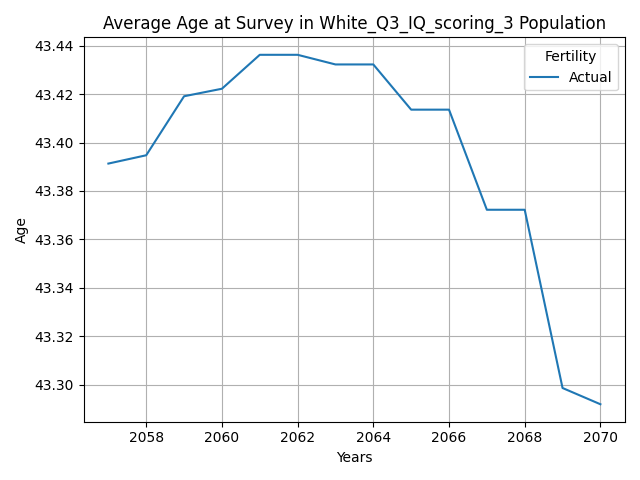 Average Age at Survey in White_Q3_IQ_scoring_3 Population
43.44
43.42
43.40
43.38
43.36
43.34
43.32
43.30
Age
Fertility
Actual
2058 2060 2062 2064 2066 2068 2070
Years